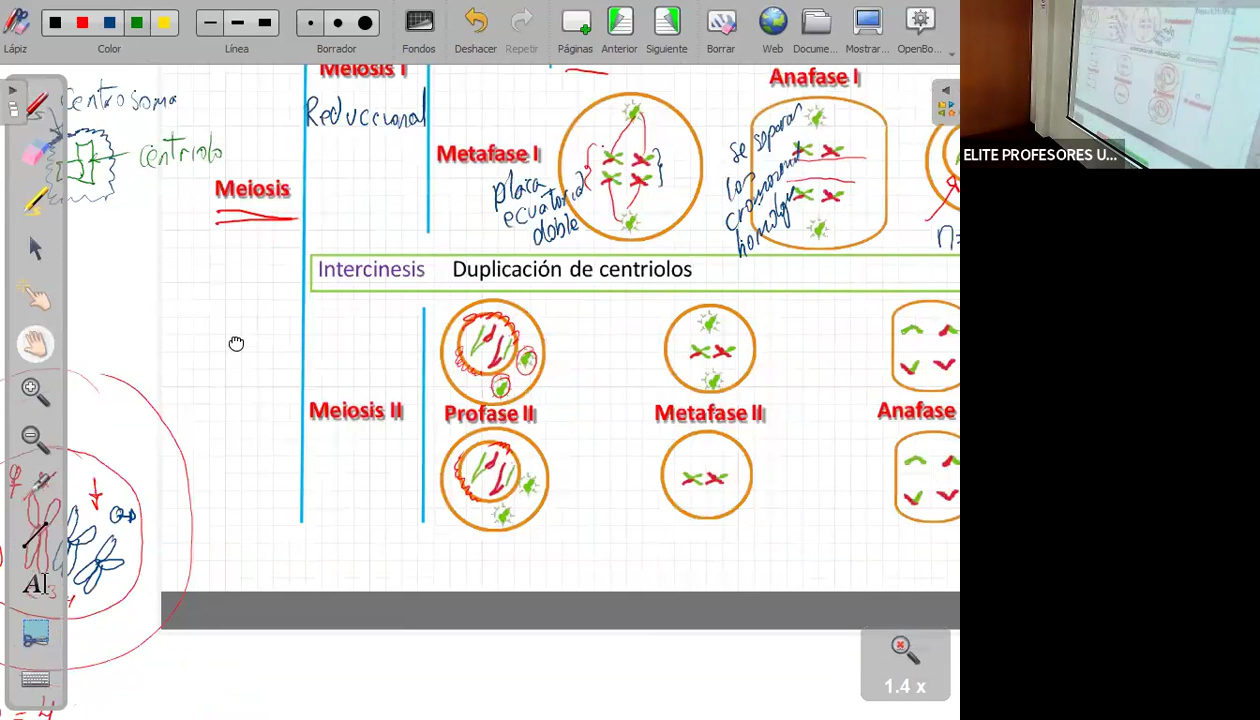 Lápiz
Color
Línea
Borrador
Fondos
Deshacer
Repetir
Páginas
Anterior
Siguiente
Borrar
Web
Docume...
Mostrar...
OpenBo...
Meiosis I
Reduccional
Centrosoma
centriolo
Meiosis
Metafase I
placa
ecuatorial
doble
Anafase I
se separan
los
cromosomas
homólogos
n=
Intercinesis Duplicación de centriolos
Meiosis II
Profase II
Metafase II
Anafase
AI
= 4
1.4 x
ELITE PROFESORES U...